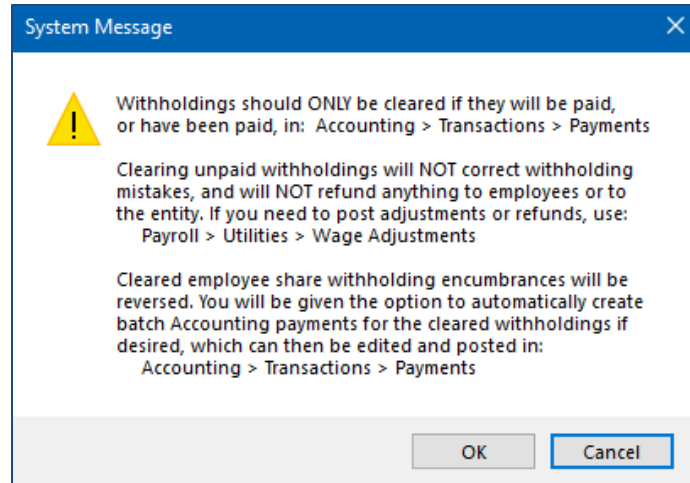 System Message
Withholdings should ONLY be cleared if they will be paid,
or have been paid, in:  Accounting > Transactions > Payments
Clearing unpaid withholdings will NOT correct withholding
mistakes, and will NOT refund anything to employees or to
the entity. If you need to post adjustments or refunds, use:
Payroll > Utilities > Wage Adjustments
Cleared employee share withholding encumbrances will be
reversed. You will be given the option to automatically create
batch Accounting payments for the cleared withholdings if
desired, which can then be edited and posted in:
Accounting > Transactions > Payments
OK
Cancel